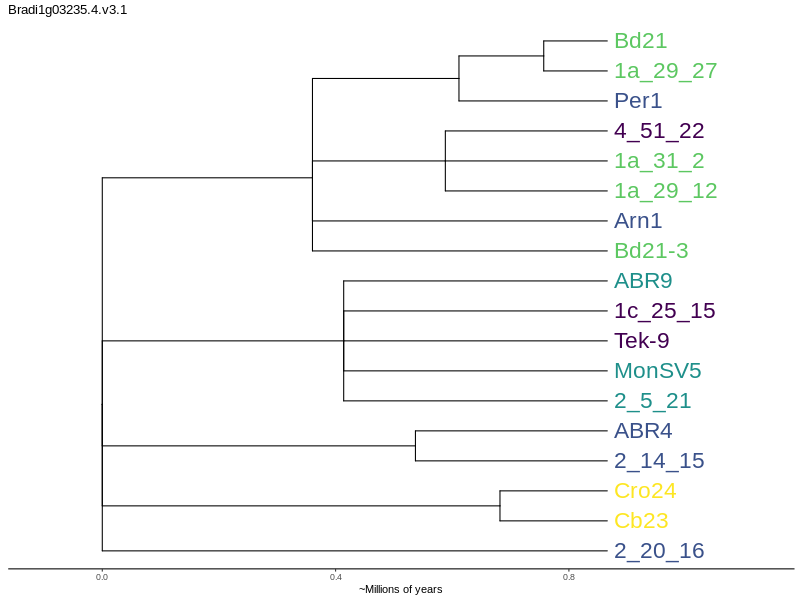 Bradi1g03235.4.v3.1
Bd21
1a_29_27
Per1
4_51_22
1a_31_2
1a_29_12
Arn1
Bd21-3
ABR9
1c_25_15
Tek-9
MonSV5
2_5_21
ABR4
2_14_15
Cro24
Cb23
2_20_16
0.0 0.4 0.8
~Millions of years